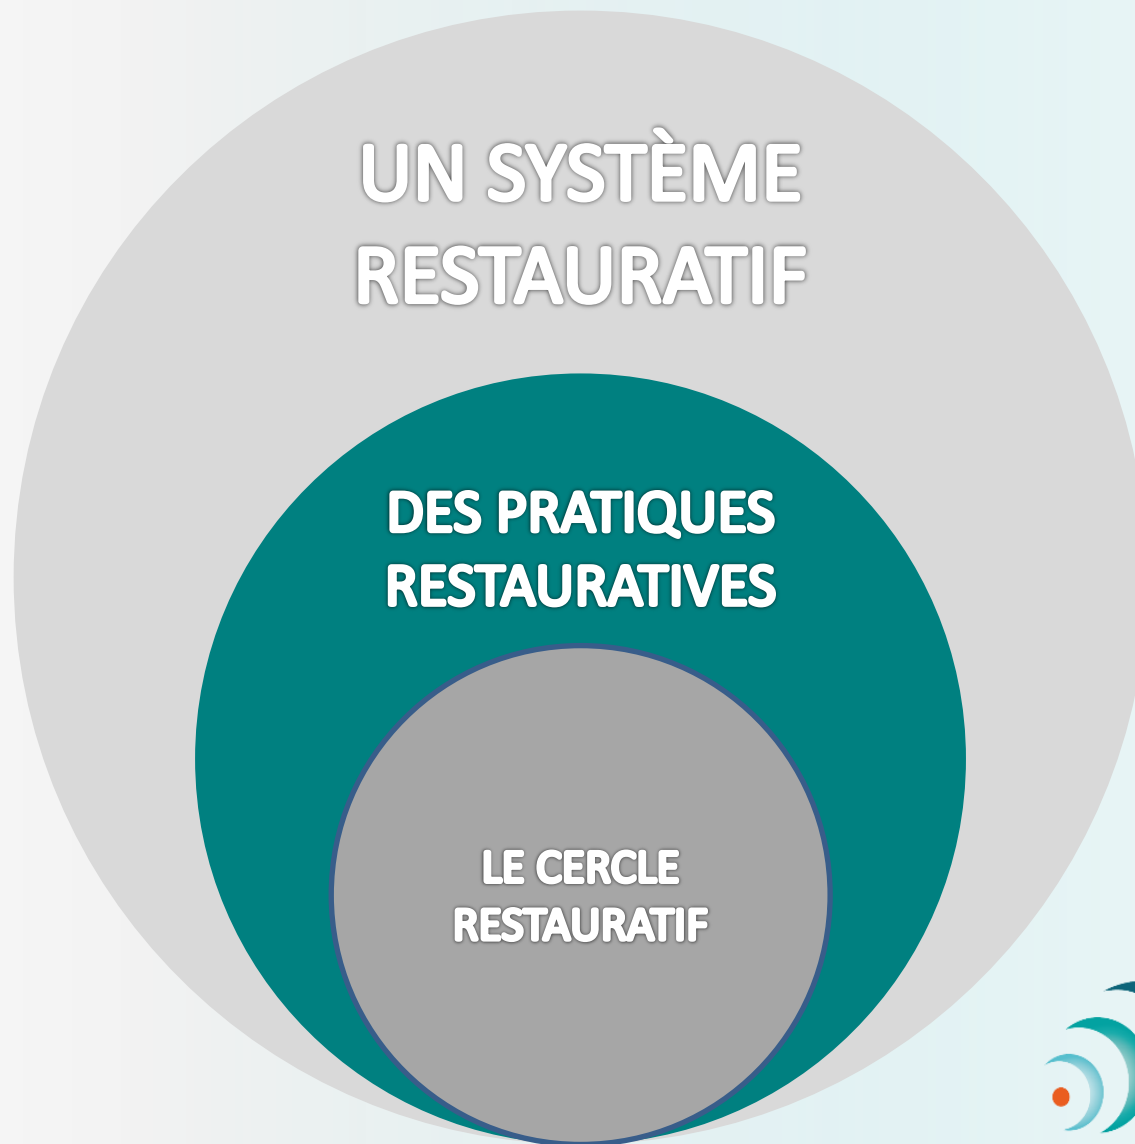 UN SYSTÈME
RESTAURATIF
DES PRATIQUES
RESTAURATIVES
LE CERCLE
RESTAURATIF